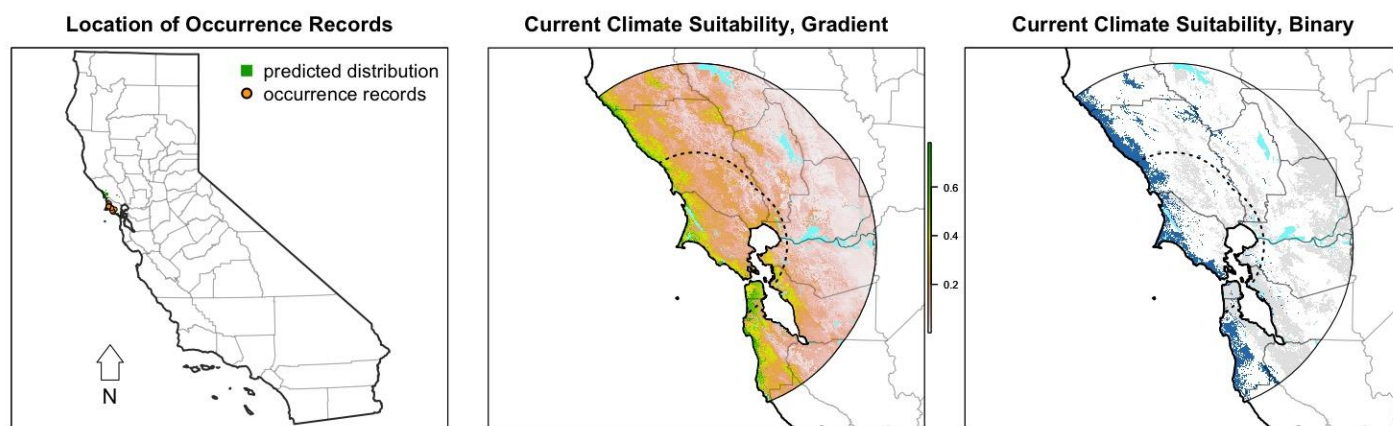 Location of Occurrence Records
predicted distribution
occurrence records
N
Current Climate Suitability, Gradient
0.6
0.4
0.2
Current Climate Suitability, Binary